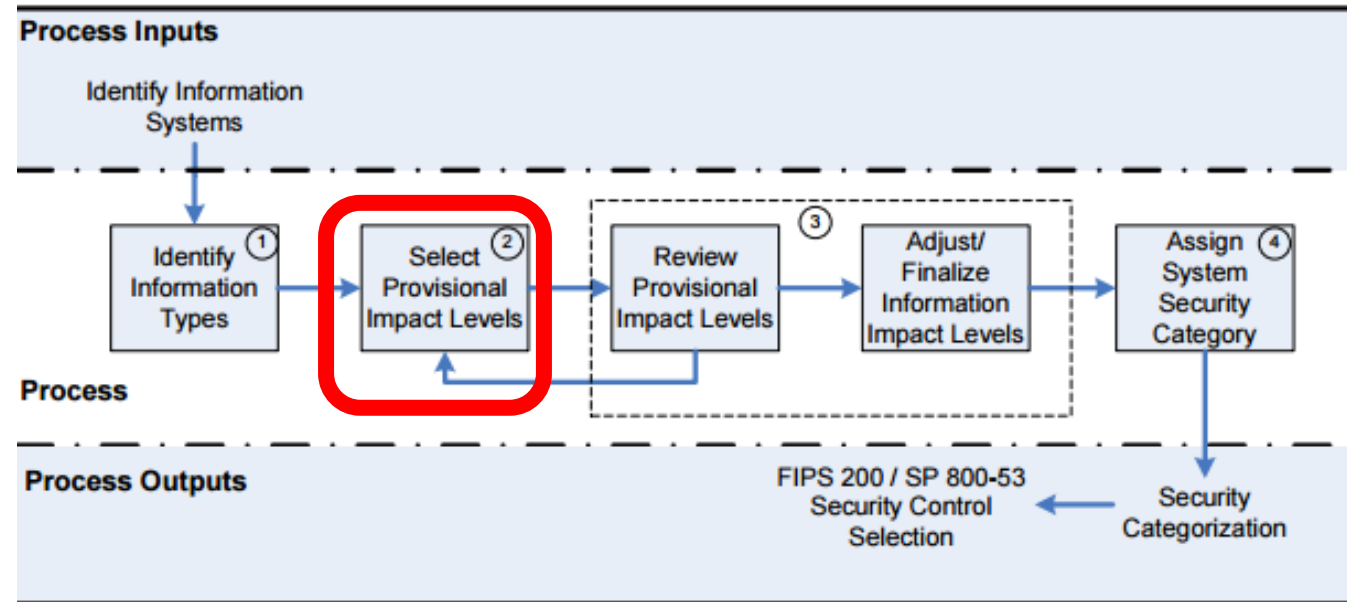 Process Inputs
Identify Information
Systems
Identify
Information
Types
1
Select
Provisional
Impact Levels
2
Review
Provisional
Impact Levels
3
Adjust/
Finalize
Information
Impact Levels
Assign
System
Security
Category
4
Process
Process Outputs
FIPS 200 / SP 800-53
Security Control
Selection
Security
Categorization